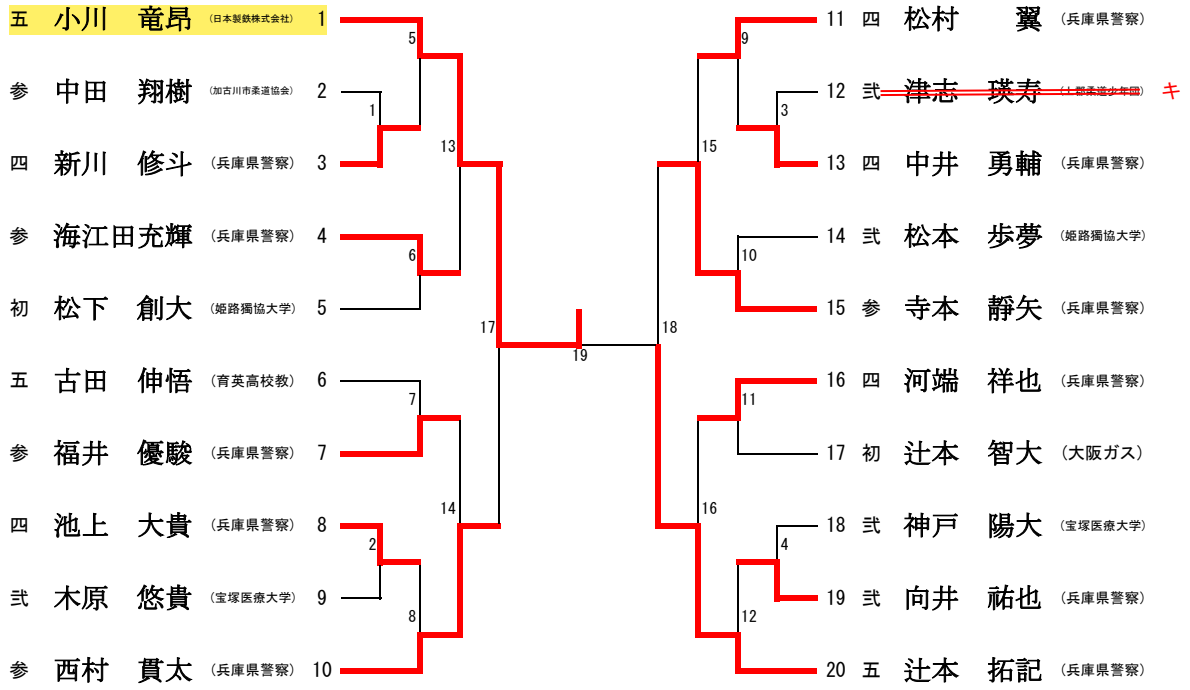 五 小川 竜昂 (日本製鉄株式会社) 1
参 中田 翔樹 (加古川市柔道協会) 2
四 新川 修斗 (兵庫県警察) 3
参 海江田充輝 (兵庫県警察) 4
初 松下 創大 (姫路獨協大学) 5
五 古田 伸悟 (育英高校教) 6
参 福井 優駿 (兵庫県警察) 7
四 池上 大貴 (兵庫県警察) 8
弐 木原 悠貴 (宝塚医療大学) 9
参 西村 貫太 (兵庫県警察) 10
5
1
13
6
17
7
14
2
8
19
9
3
15
10
18
11
16
4
12
11 四 松村 翼 (兵庫県警察)
12 弐 津志 瑛寿 (上郡柔道少年団) キ
13 四 中井 勇輔 (兵庫県警察)
14 弐 松本 歩夢 (姫路獨協大学)
15 参 寺本 靜矢 (兵庫県警察)
16 四 河端 祥也 (兵庫県警察)
17 初 辻本 智大 (大阪ガス)
18 弐 神戸 陽大 (宝塚医療大学)
19 弐 向井 祐也 (兵庫県警察)
20 五 辻本 拓記 (兵庫県警察)